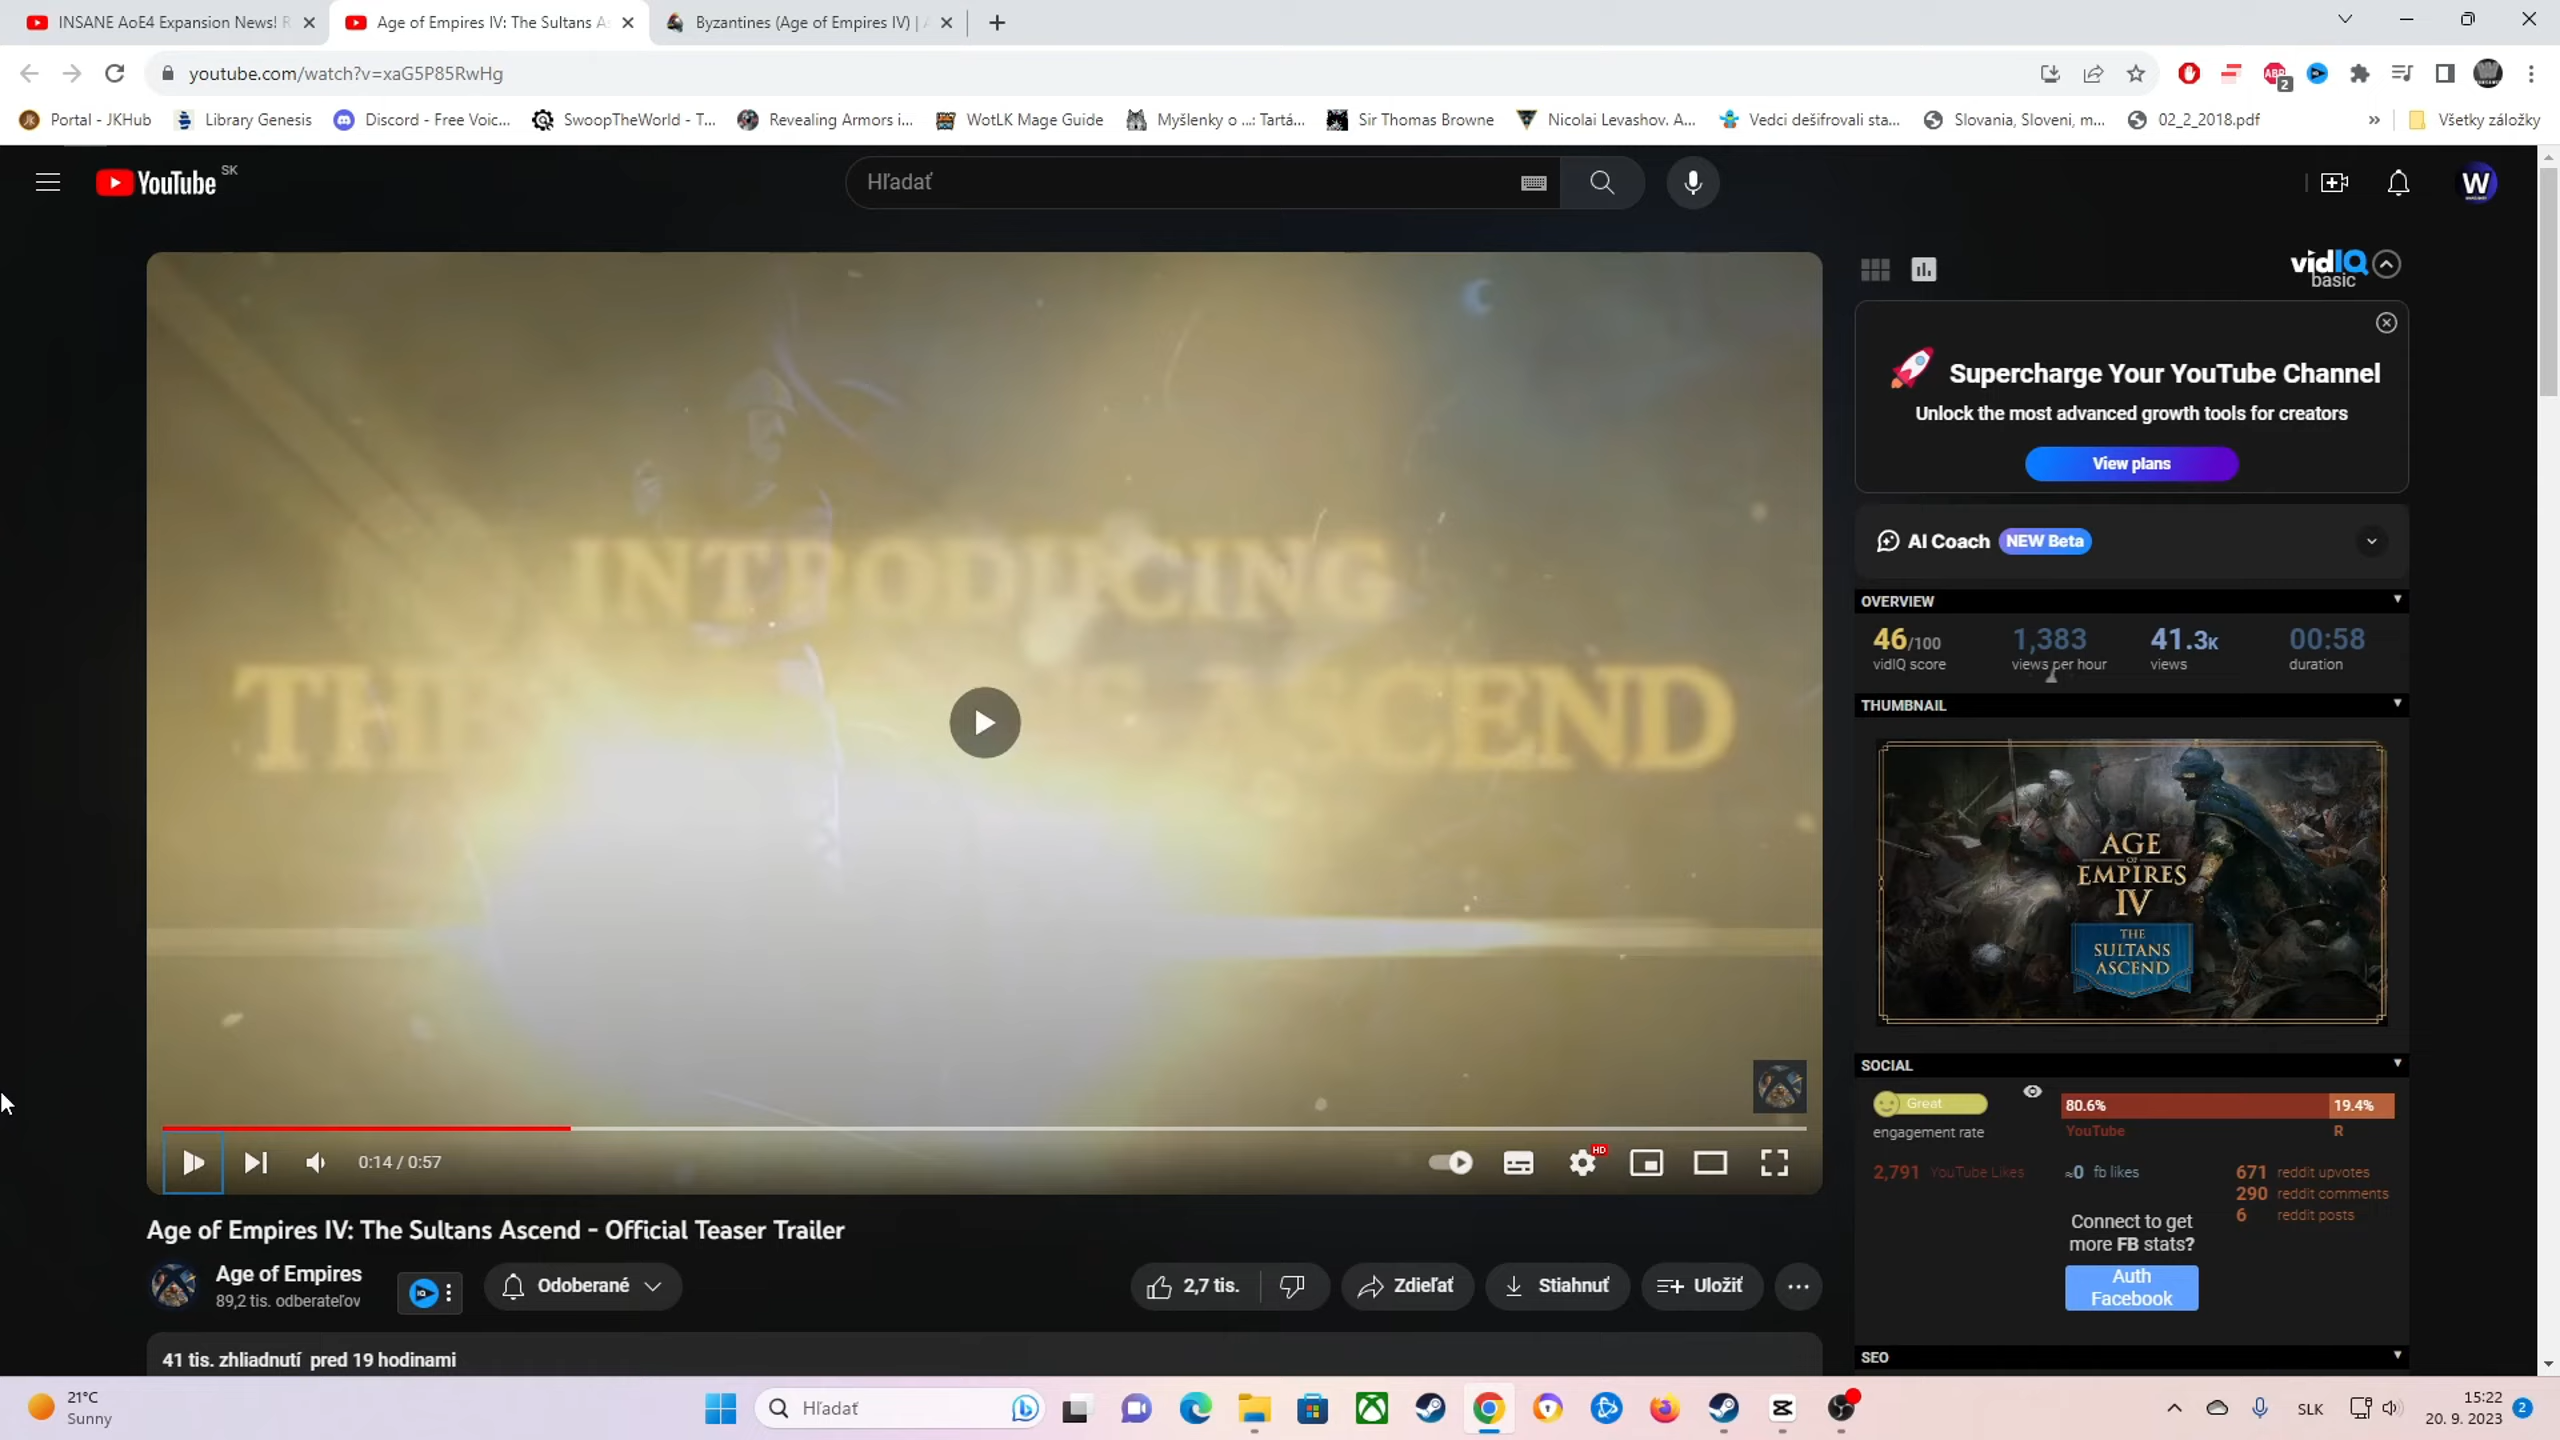 INSANE AoE4 Expansion News! R
Age of Empires IV: The Sultans A
Byzantines (Age of Empires IV) | A
youtube.com/watch?v=xaG5P85RwHg
ABP
2
Portal - JKHub
Library Genesis
Discord - Free Voic...
SwoopTheWorld - T...
Revealing Armors i...
WotLK Mage Guide
Myšlenky o ...: Tartá...
Sir Thomas Browne
Nicolai Levashov. A...
Vedci dešifrovali sta...
Slovania, Sloveni, m...
02_2_2018.pdf
»
Všetky záložky
YouTube SK
Hľadať
W
INTRODUCING
THE ASCEND
0:14 / 0:57
HD
Age of Empires IV: The Sultans Ascend - Official Teaser Trailer
Age of Empires
89,2 tis. odberateľov
IQ
Odoberané
2,7 tis.
Zdieľať
Stiahnuť
Uložiť
41 tis. zhliadnutí pred 19 hodinami
vidIQ
basic
Supercharge Your YouTube Channel
Unlock the most advanced growth tools for creators
View plans
AI Coach NEW Beta
OVERVIEW
46/100 1,383 41.3K 00:58
vidIQ score views per hour views duration
THUMBNAIL
AGE
OF
EMPIRES
IV
THE
SULTANS
ASCEND
SOCIAL
Great
engagement rate
80.6% 19.4%
YouTube R
2,791 YouTube Likes
≈0 fb likes
671 reddit upvotes
290 reddit comments
6 reddit posts
Connect to get
more FB stats?
Auth
Facebook
SEO
21°C
Sunny
Hľadať
SLK
15:22
20. 9. 2023
2